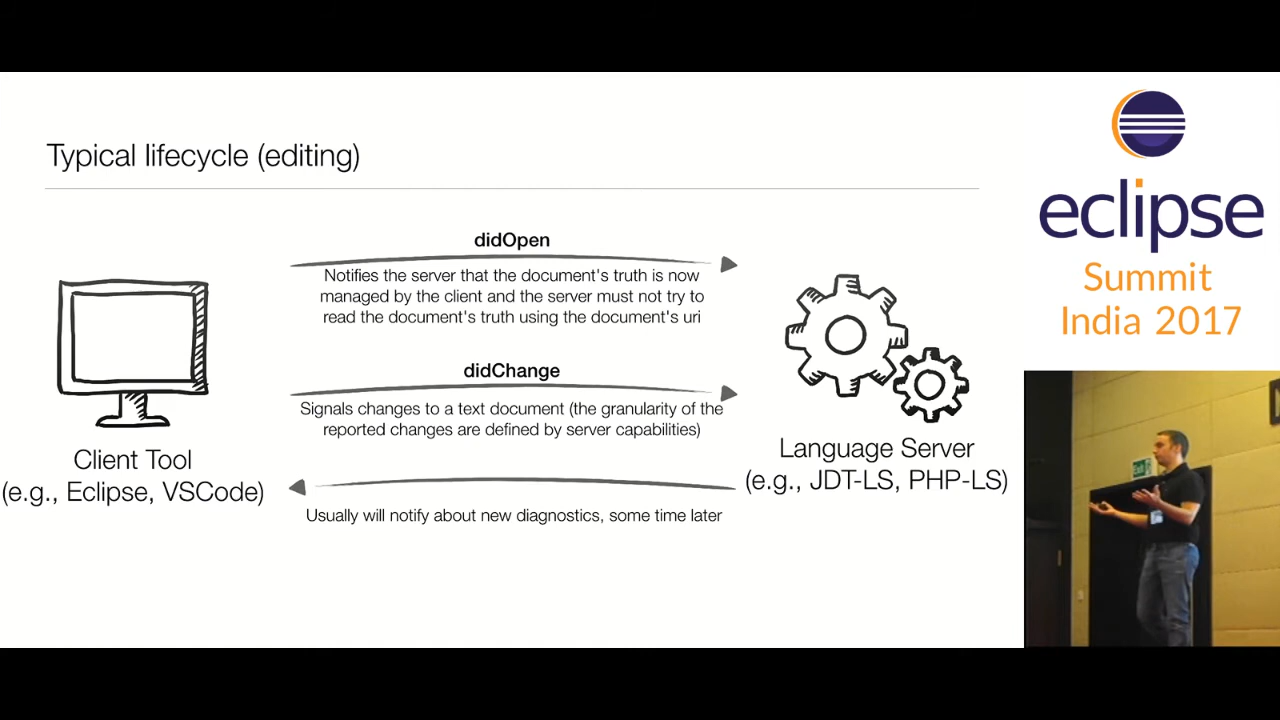 Typical lifecycle (editing)
didOpen
Notifies the server that the document's truth is now
managed by the client and the server must not try to
read the document's truth using the document's uri
didChange
Signals changes to a text document (the granularity of the
reported changes are defined by server capabilities)
Usually will notify about new diagnostics, some time later
Client Tool
(e.g., Eclipse, VSCode)
Language Server
(e.g., JDT-LS, PHP-LS)
eclipse
Summit
India 2017